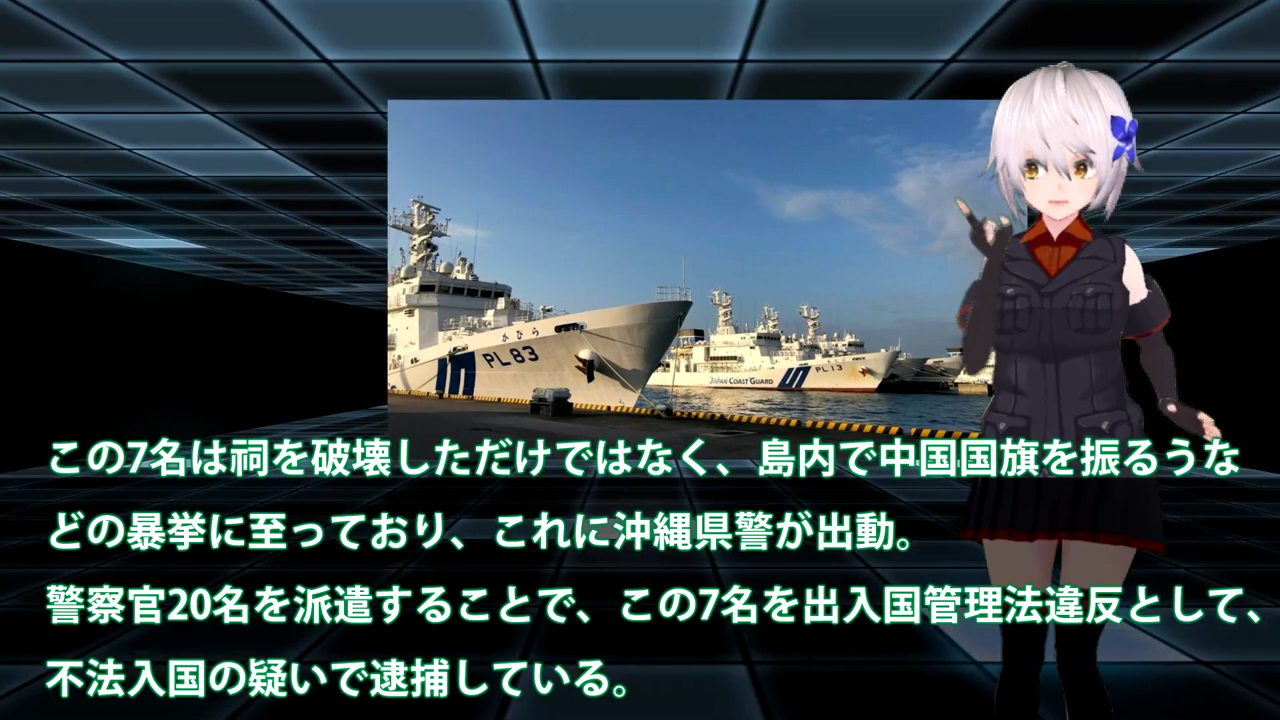 かびら
PL83
JAPAN COAST GUARD
PL13
この7名は祠を破壊しただけではなく、島内で中国国旗を振るうな
どの暴挙に至っており、これに沖縄県警が出動。
警察官20名を派遣することで、この7名を出入国管理法違反として、
不法入国の疑いで逮捕している。